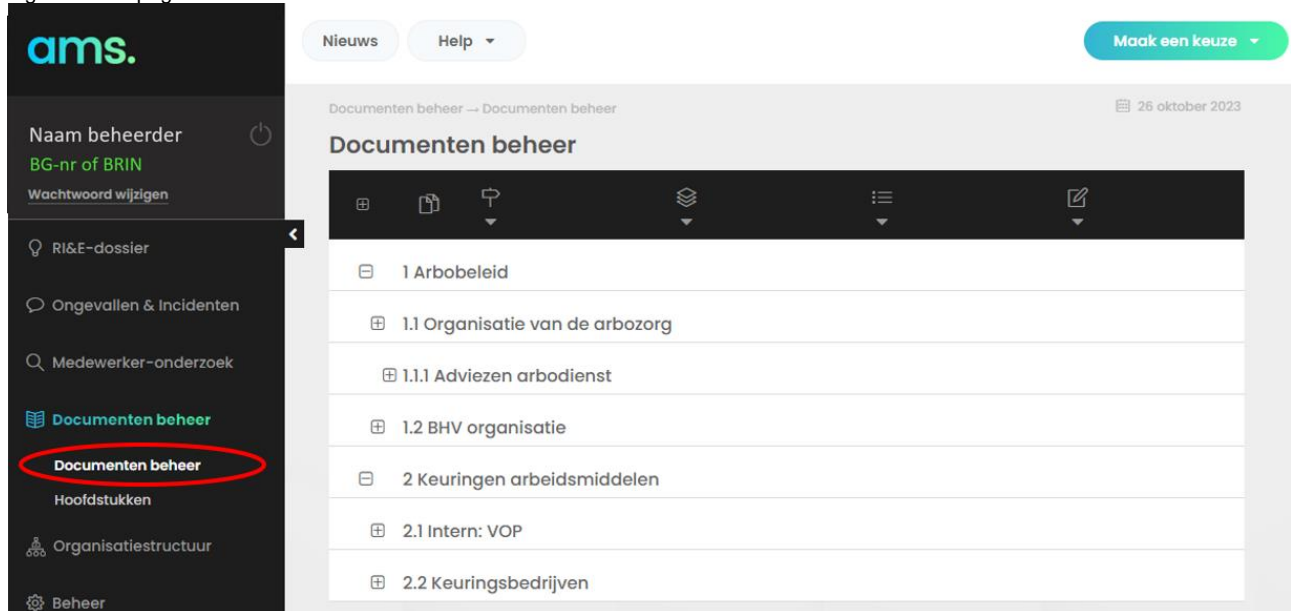 ams.
Naam beheerder
BG-nr of BRIN
Wachtwoord wijzigen
RI&E-dossier
Ongevallen & Incidenten
Medewerker-onderzoek
Documenten beheer
Documenten beheer
Hoofdstukken
Organisatiestructuur
Beheer
Nieuws
Help
Maak een keuze
Documenten beheer → Documenten beheer
26 oktober 2023
Documenten beheer
1 Arbobeleid
1.1 Organisatie van de arbozorg
1.1.1 Adviezen arbodienst
1.2 BHV organisatie
2 Keuringen arbeidsmiddelen
2.1 Intern: VOP
2.2 Keuringsbedrijven